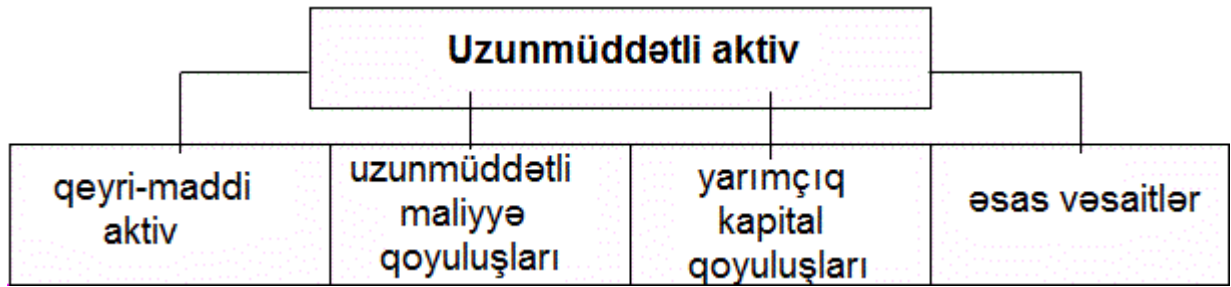 Uzunmüddətli aktiv
qeyri-maddi
aktiv
uzunmüddətli
maliyyə
qoyuluşları
yarımçıq
kapital
qoyuluşları
əsas vəsaitlər